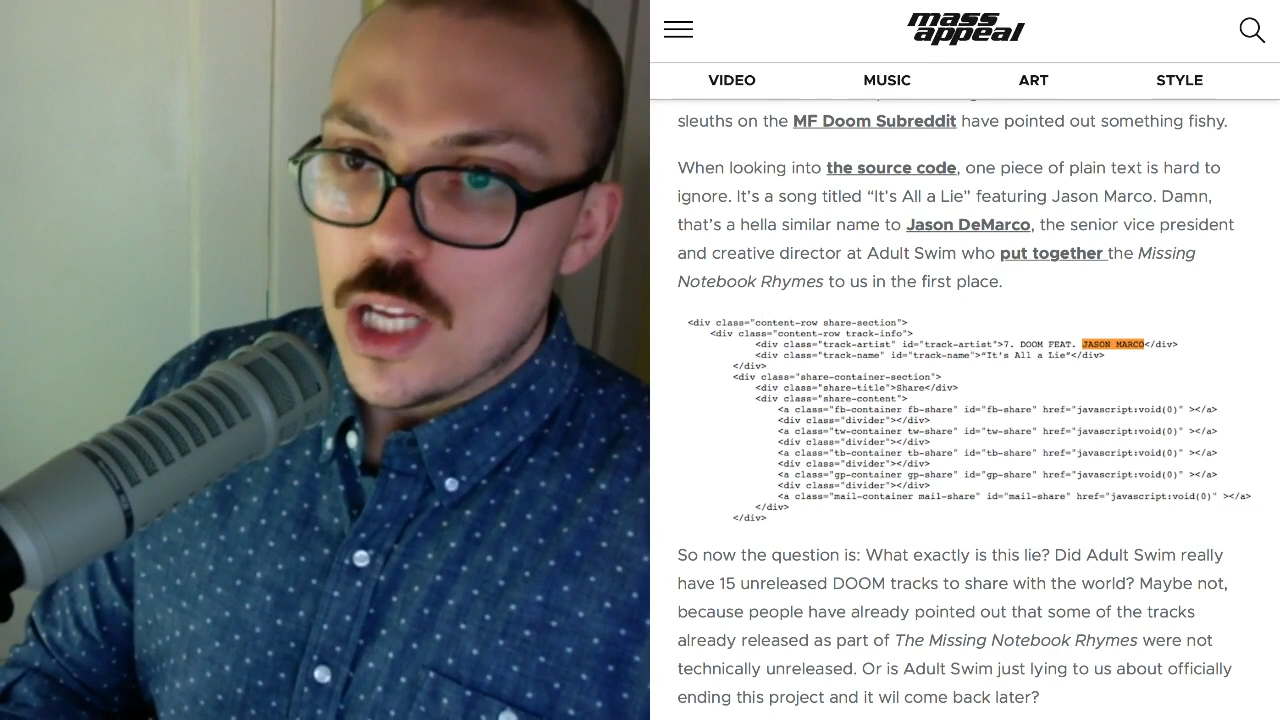 mass
appeal
VIDEO MUSIC ART STYLE
sleuths on the MF Doom Subreddit have pointed out something fishy.
When looking into the source code, one piece of plain text is hard to
ignore. It’s a song titled “It’s All a Lie” featuring Jason Marco. Damn,
that’s a hella similar name to Jason DeMarco, the senior vice president
and creative director at Adult Swim who put together the Missing
Notebook Rhymes to us in the first place.
<div class="content-row share-section">
<div class="content-row track-info">
<div class="track-artist" id="track-artist">7. DOOM FEAT. JASON MARCO</div>
<div class="track-name" id="track-name">“It’s All a Lie”</div>
</div>
<div class="share-container-section">
<div class="share-title">Share</div>
<div class="share-content">
<a class="fb-container fb-share" id="fb-share" href="javascript:void(0)" ></a>
<div class="divider"></div>
<a class="tw-container tw-share" id="tw-share" href="javascript:void(0)" ></a>
<div class="divider"></div>
<a class="tb-container tb-share" id="tb-share" href="javascript:void(0)" ></a>
<div class="divider"></div>
<a class="gp-container gp-share" id="gp-share" href="javascript:void(0)" ></a>
<div class="divider"></div>
<a class="mail-container mail-share" id="mail-share" href="javascript:void(0)" ></a>
</div>
</div>
So now the question is: What exactly is this lie? Did Adult Swim really
have 15 unreleased DOOM tracks to share with the world? Maybe not,
because people have already pointed out that some of the tracks
already released as part of The Missing Notebook Rhymes were not
technically unreleased. Or is Adult Swim just lying to us about officially
ending this project and it wil come back later?